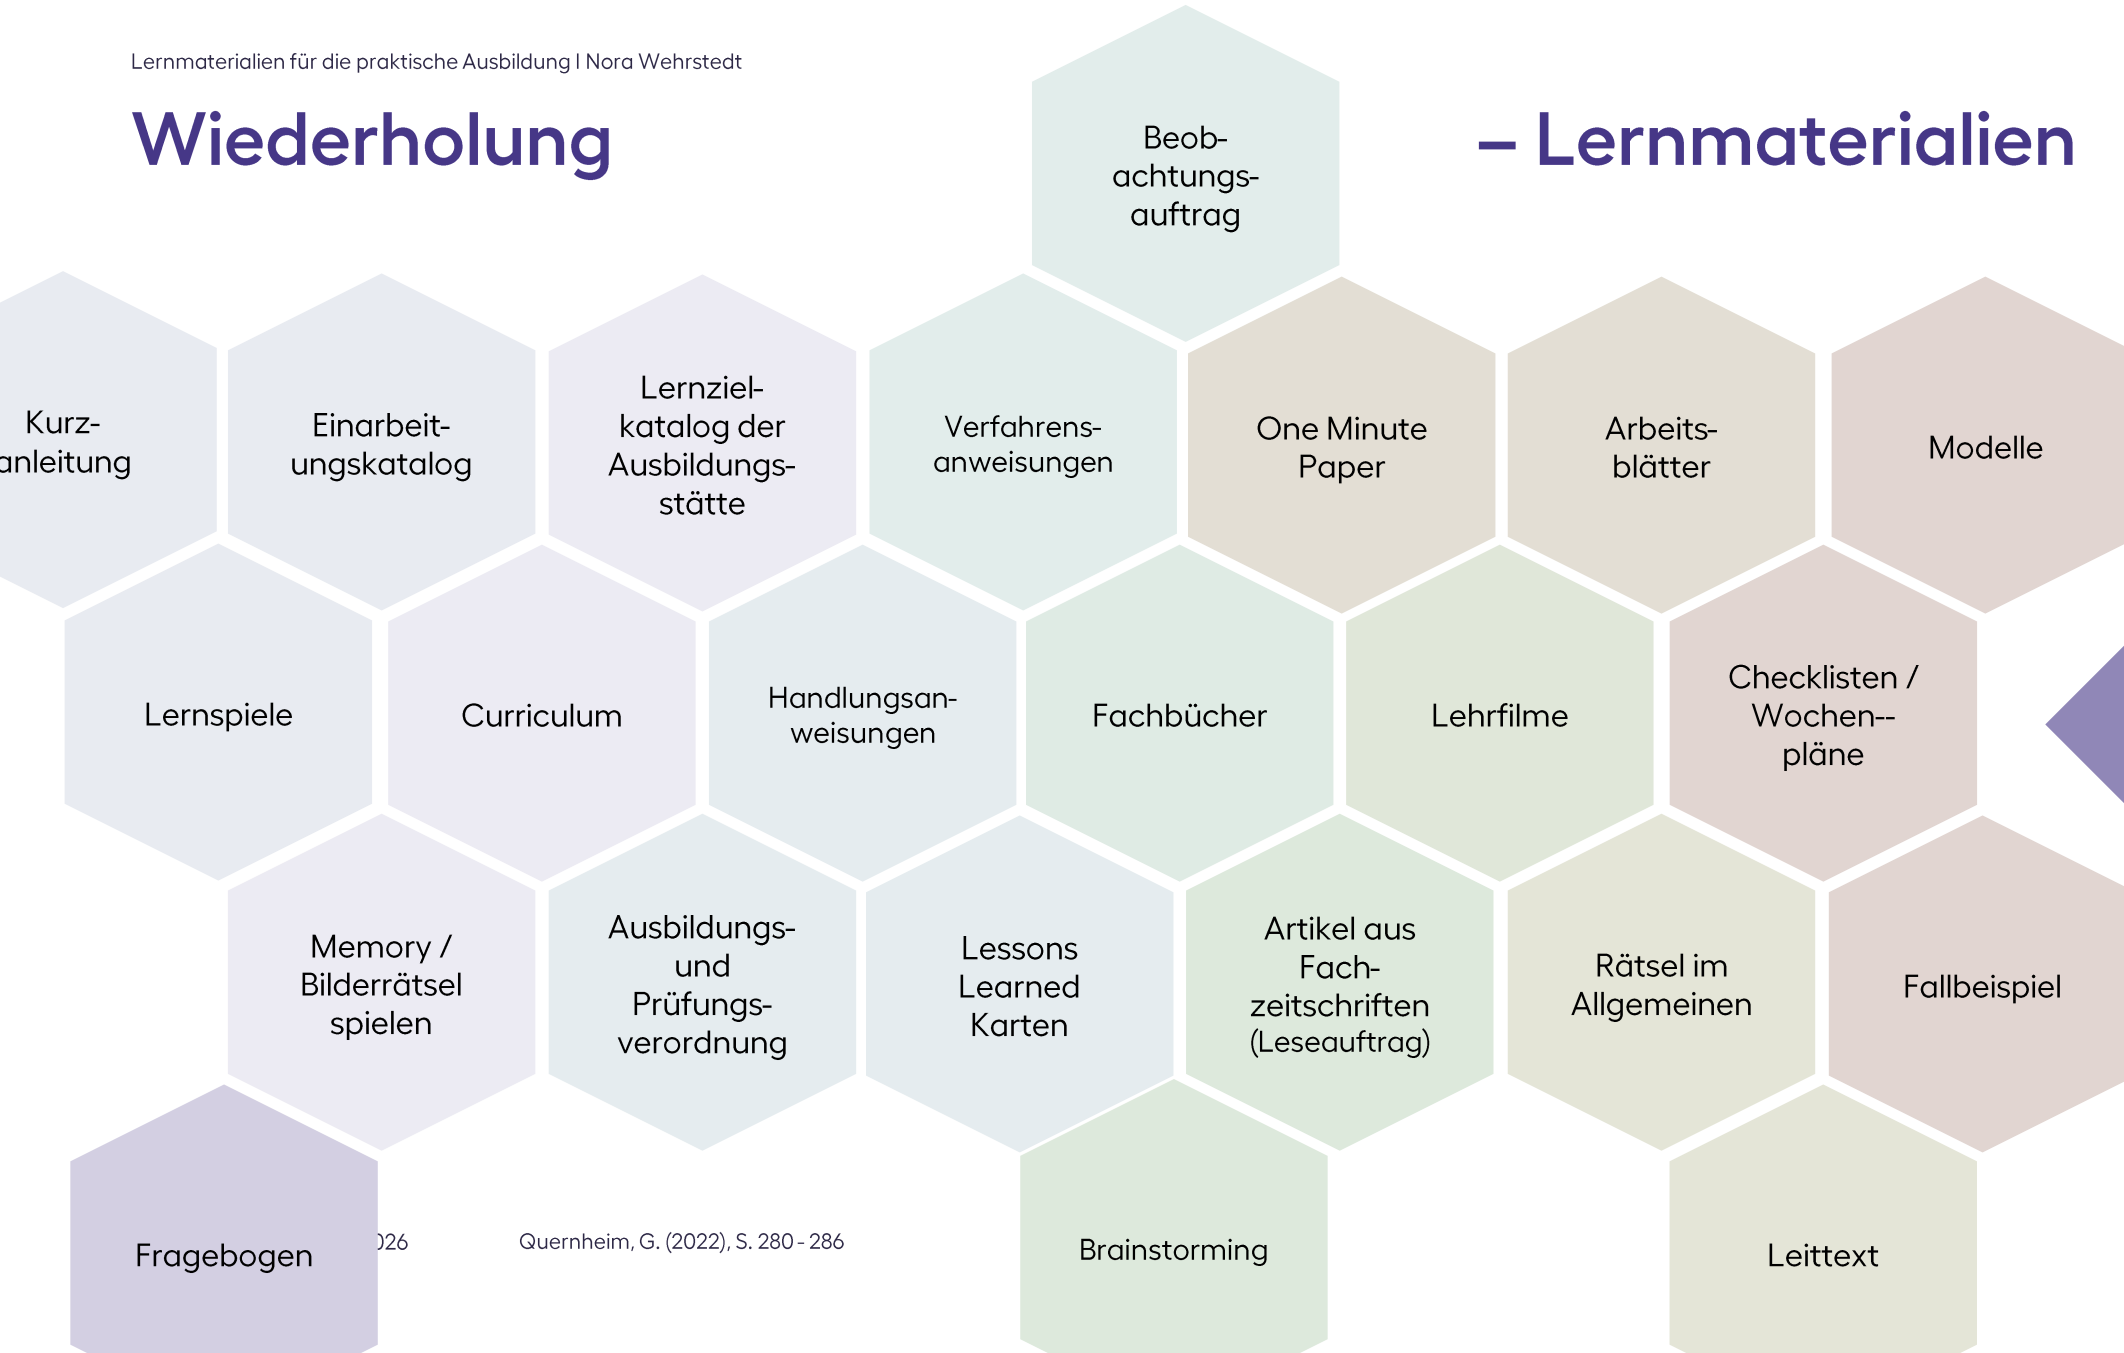 Lernmaterialien für die praktische Ausbildung I Nora Wehrstedt
Wiederholung – Lernmaterialien
Beob-
achtungs-
auftrag
Kurz-
anleitung
Einarbeit-
ungskatalog
Lernziel-
katalog der
Ausbildungs-
stätte
Verfahrens-
anweisungen
One Minute
Paper
Arbeits-
blätter
Modelle
Lernspiele
Curriculum
Handlungsan-
weisungen
Fachbücher
Lehrfilme
Checklisten /
Wochen--
pläne
Memory /
Bilderrätsel
spielen
Ausbildungs-
und
Prüfungs-
verordnung
Lessons
Learned
Karten
Artikel aus
Fach-
zeitschriften
(Leseauftrag)
Rätsel im
Allgemeinen
Fallbeispiel
Fragebogen
026
Quernheim, G. (2022), S. 280 - 286
Brainstorming
Leittext